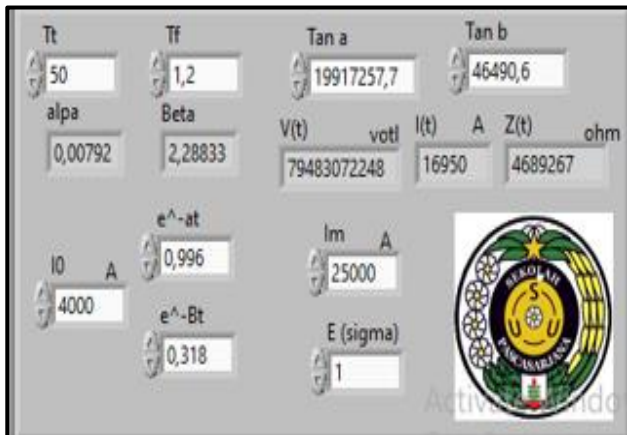 Tt Tf Tan a Tan b
50 1,2 19917257,7 46490,6
alpa Beta V(t) votl I(t) A Z(t) ohm
0,00792 2,28833 79483072248 16950 4689267
e^-at Im A
I0 A 0,996 25000
4000 e^-Bt E (sigma)
0,318 1
SEKOLAH
U S U
PASCASARJANA